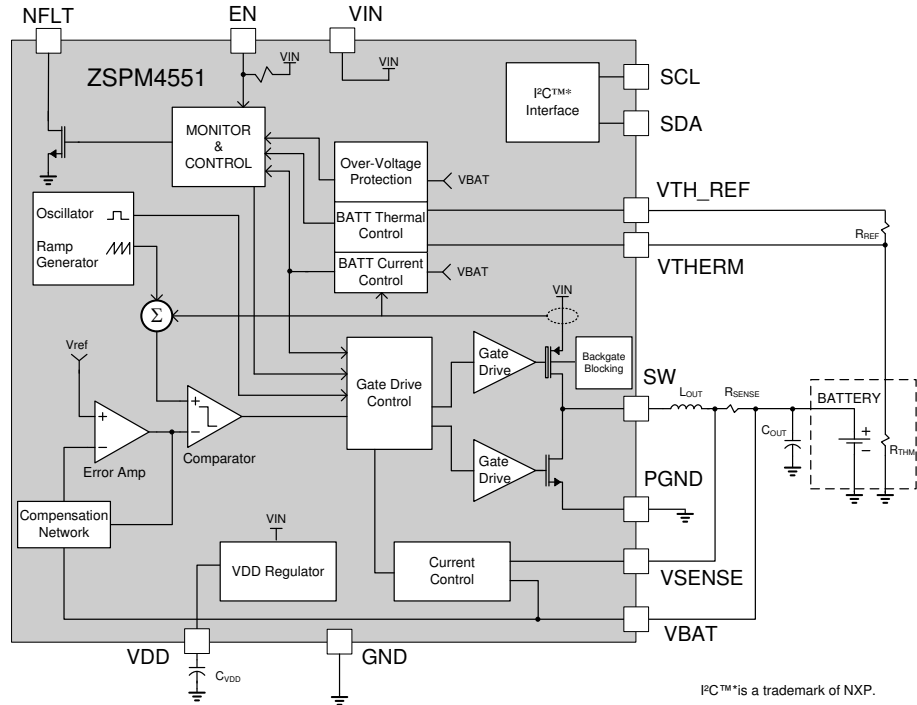 NFLT
EN
VIN
ZSPM4551
VIN
VIN
I²C™*
Interface
SCL
SDA
MONITOR
&
CONTROL
Over-Voltage
Protection
VBAT
Oscillator
Ramp
Generator
BATT Thermal
Control
VTH_REF
RREF
VTHERM
BATT Current
Control
VBAT
VIN
Σ
Vref
Gate
Drive
Backgate
Blocking
Gate Drive
Control
SW
LOUT
RSENSE
BATTERY
+
−
COUT
RTHM
+
−
Error Amp
+
−
Comparator
Gate
Drive
PGND
Compensation
Network
VIN
VDD Regulator
Current
Control
VSENSE
VBAT
VDD
GND
CVDD
I²C™*is a trademark of NXP.